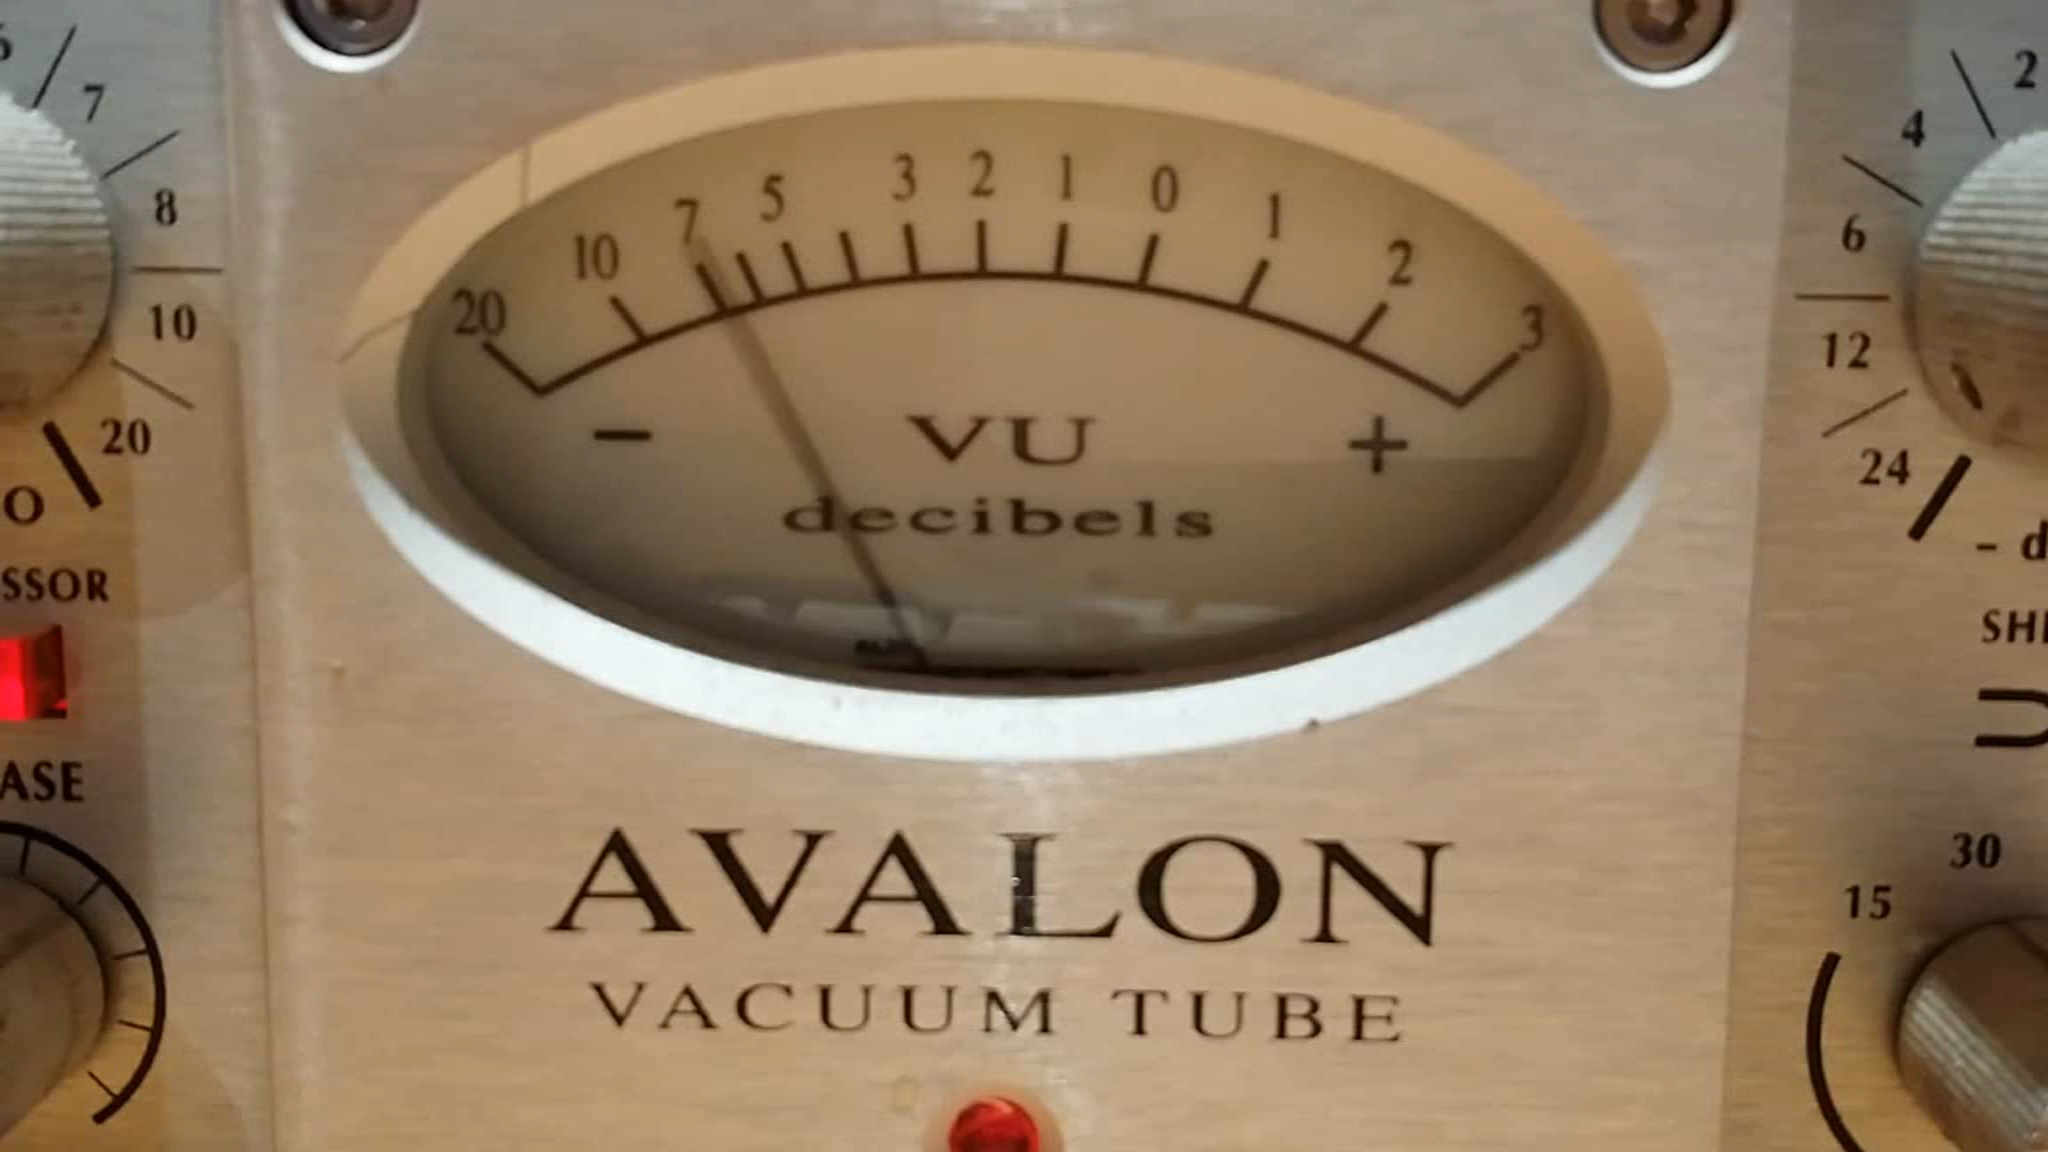 7
8
10
20
O
SSOR
ASE
20 10 7 5 3 2 1 0 1 2 3
− +
VU
decibels
AVALON
VACUUM TUBE
2
4
6
12
24
- d
SH
30
15